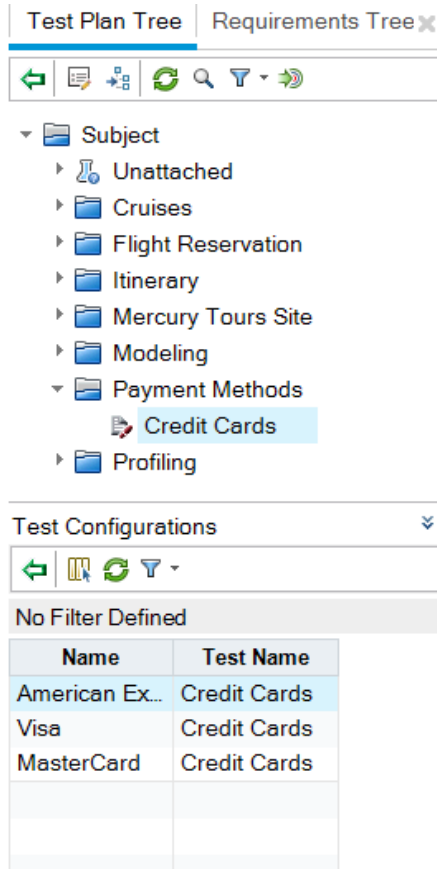 Test Plan Tree Requirements Tree
Subject
Unattached
Cruises
Flight Reservation
Itinerary
Mercury Tours Site
Modeling
Payment Methods
Credit Cards
Profiling
Test Configurations
No Filter Defined
Name Test Name
American Ex... Credit Cards
Visa Credit Cards
MasterCard Credit Cards